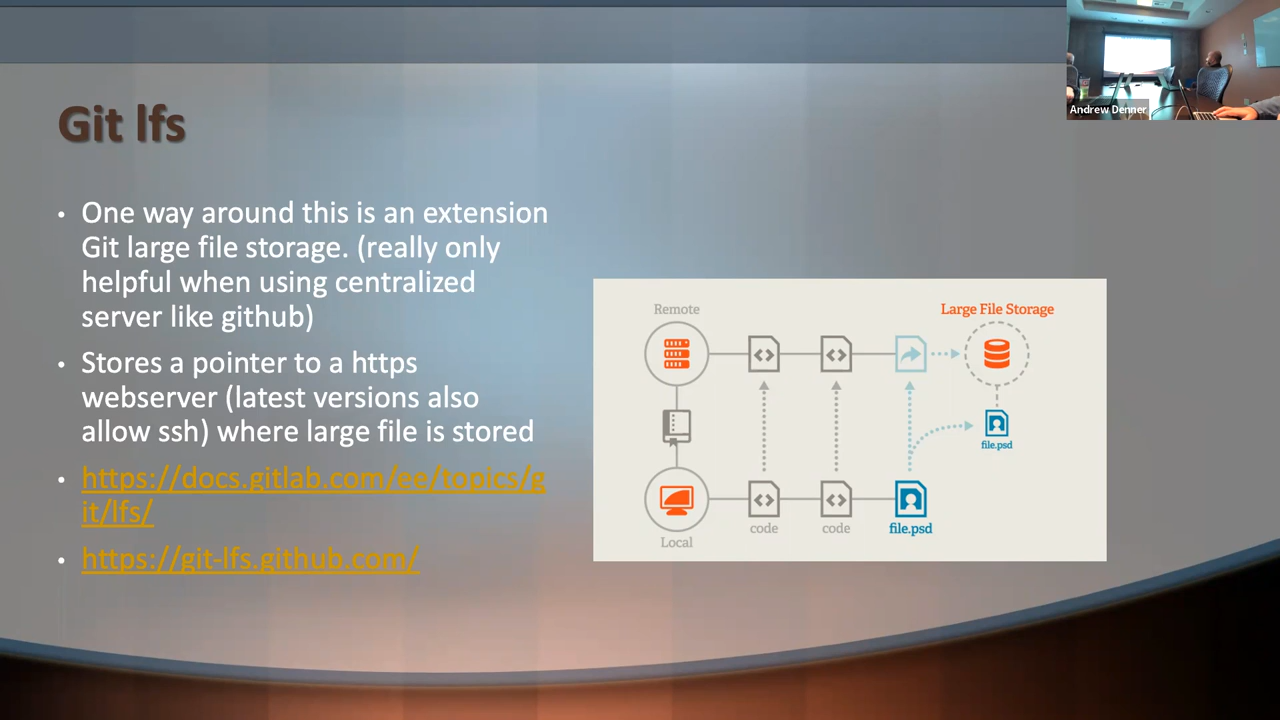 Andrew Denner
Git lfs
• One way around this is an extension
Git large file storage. (really only
helpful when using centralized
server like github)
• Stores a pointer to a https
webserver (latest versions also
allow ssh) where large file is stored
• https://docs.gitlab.com/ee/topics/g
it/lfs/
• https://git-lfs.github.com/
Remote
Large File Storage
file.psd
code
code
file.psd
Local